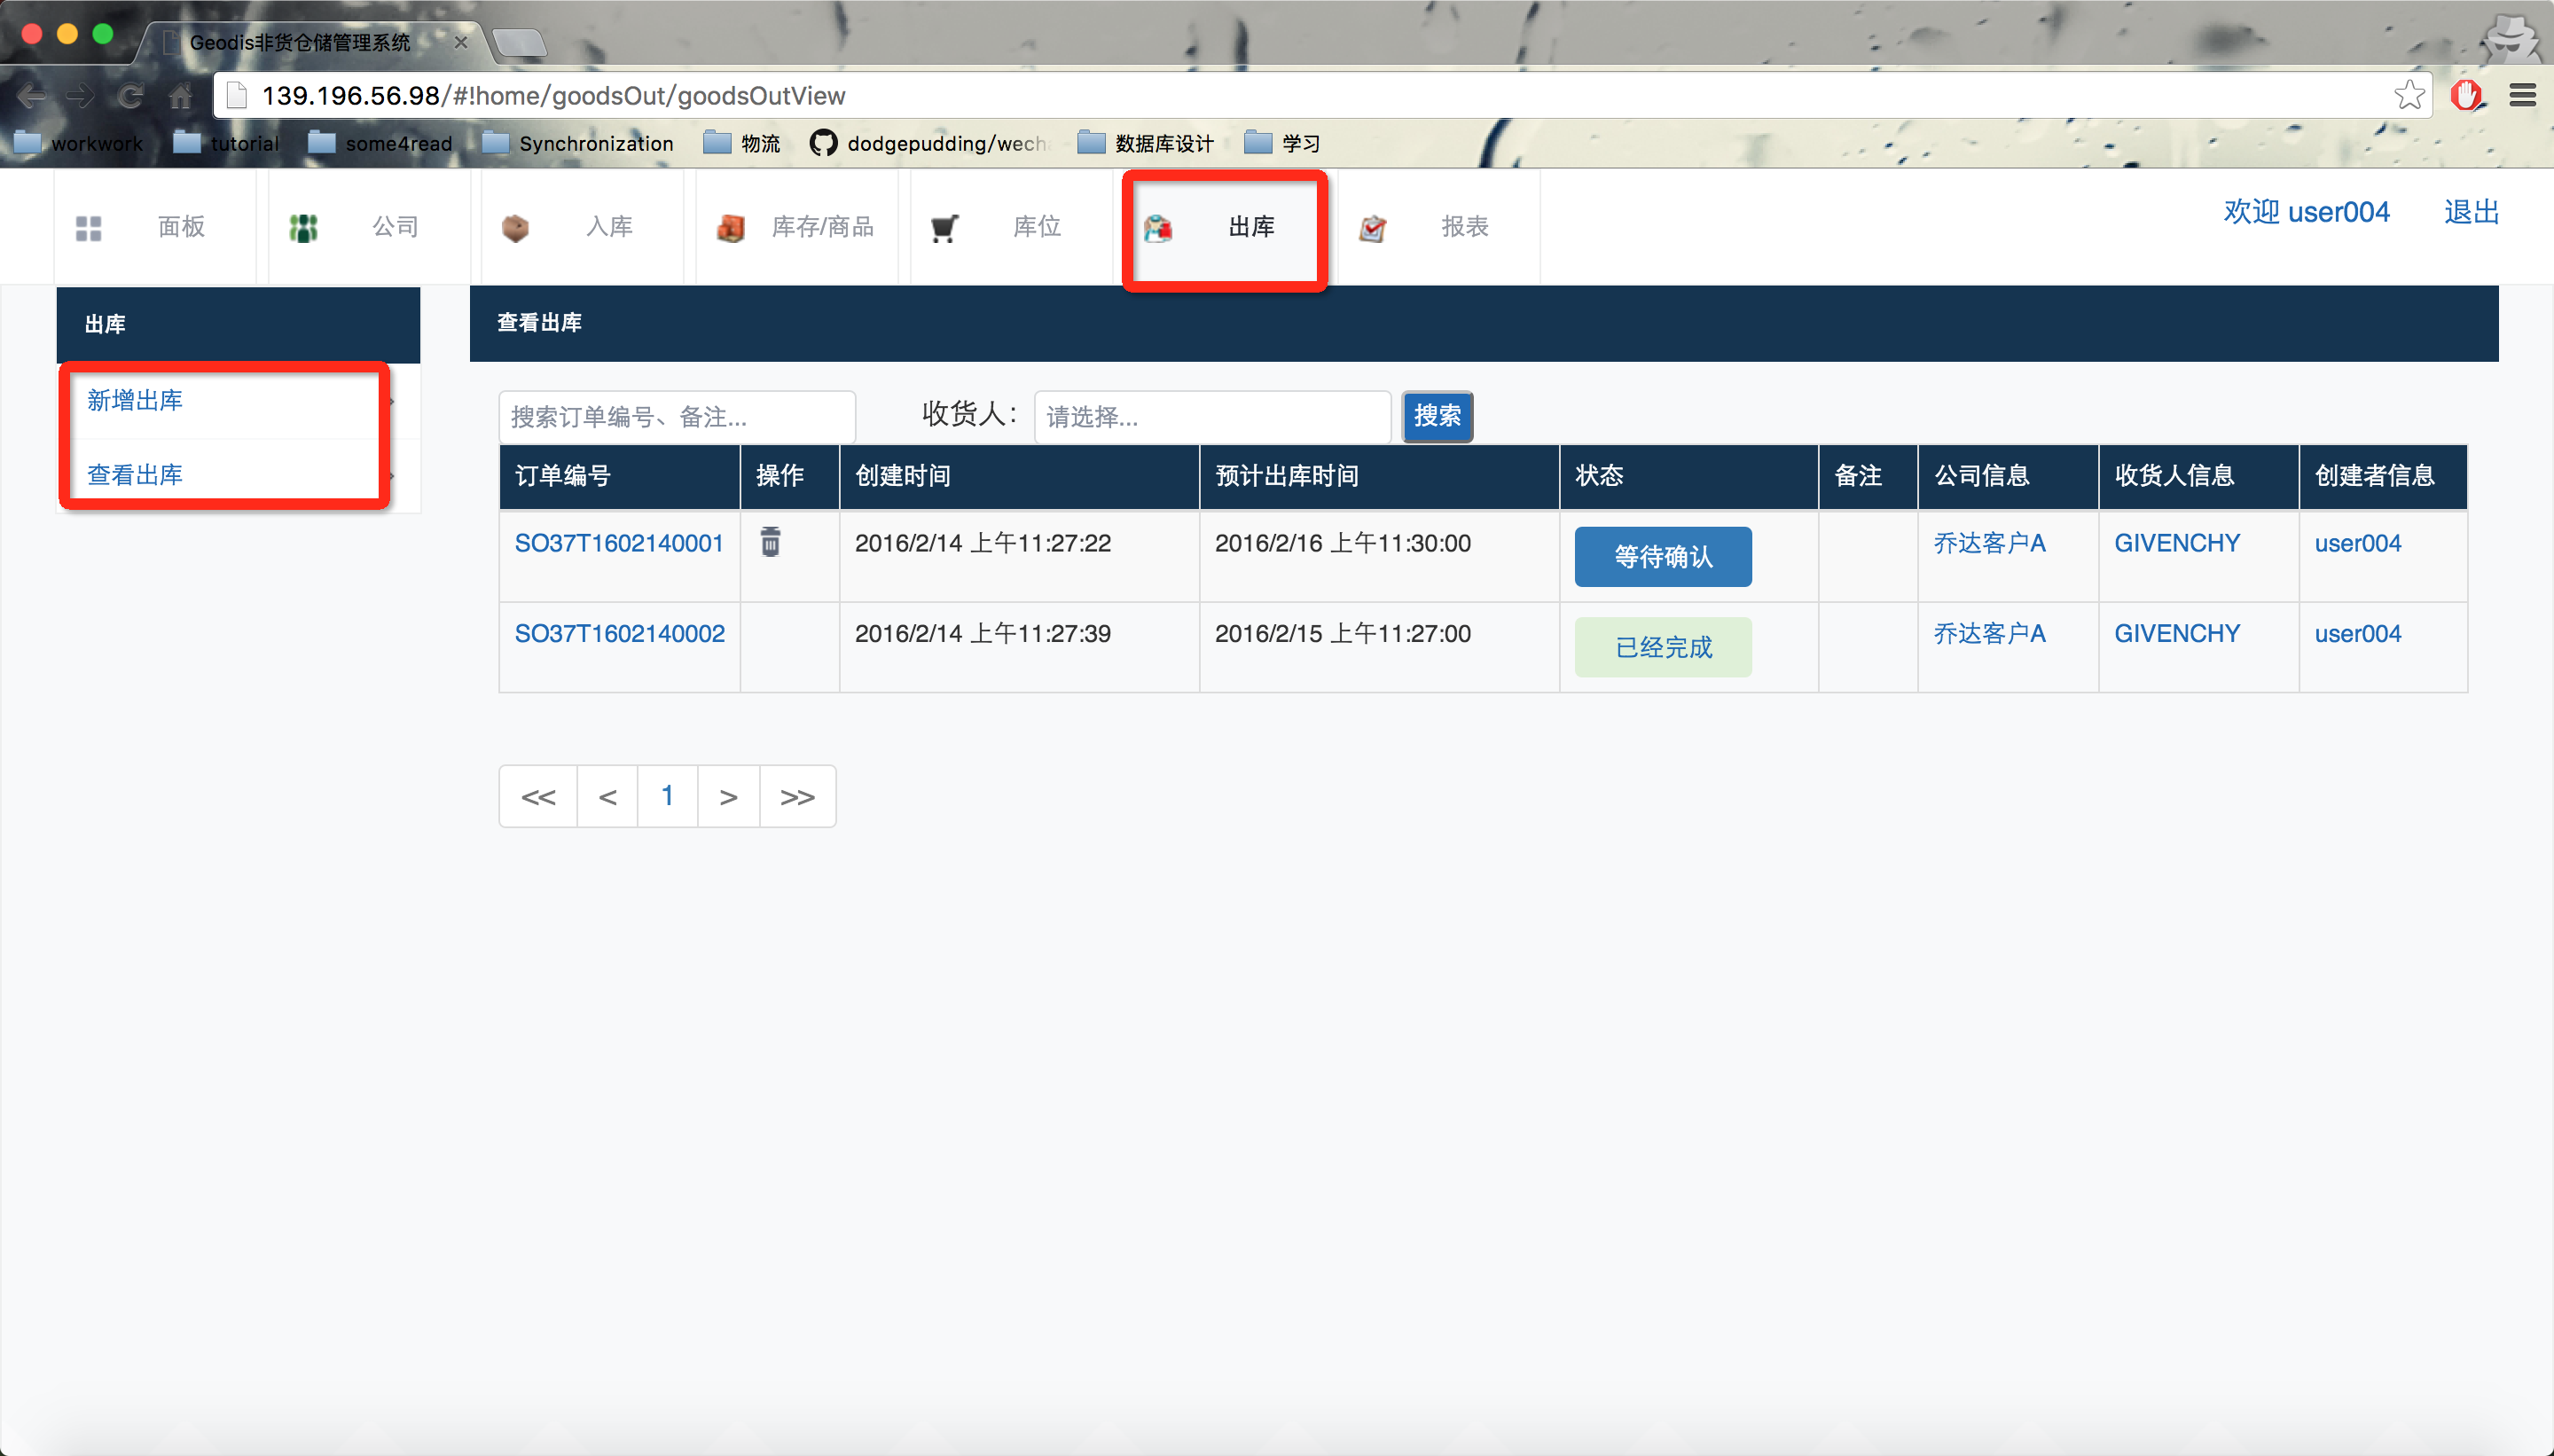 Geodis非货仓储管理系统
139.196.56.98/#!home/goodsOut/goodsOutView
workwork tutorial some4read Synchronization 物流 dodgepudding/wech 数据库设计 学习
面板 公司 入库 库存/商品 库位 出库 报表 欢迎 user004 退出
出库
新增出库
查看出库
查看出库
搜索订单编号、备注... 收货人： 请选择... 搜索
订单编号 操作 创建时间 预计出库时间 状态 备注 公司信息 收货人信息 创建者信息
SO37T1602140001 2016/2/14 上午11:27:22 2016/2/16 上午11:30:00 等待确认 乔达客户A GIVENCHY user004
SO37T1602140002 2016/2/14 上午11:27:39 2016/2/15 上午11:27:00 已经完成 乔达客户A GIVENCHY user004
<< < 1 > >>